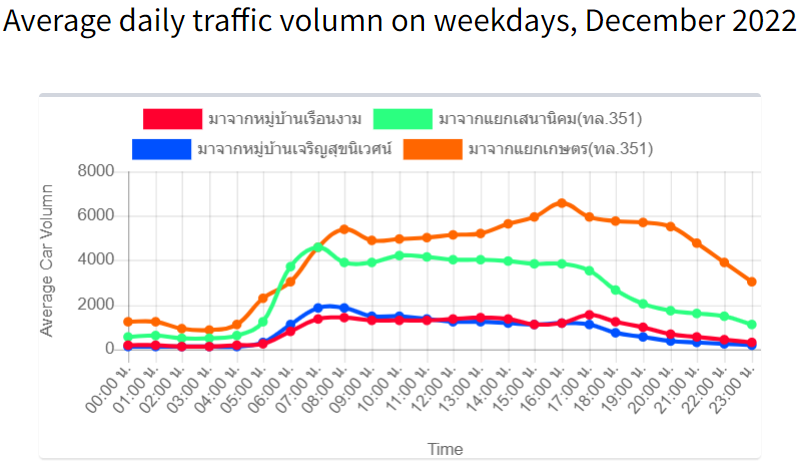 Average daily traffic volumn on weekdays, December 2022
มาจากหมู่บ้านเรือนงาม มาจากแยกเสนานิคม(ทล.351)
มาจากหมู่บ้านเจริญสุขนิเวศน์ มาจากแยกเกษตร(ทล.351)
8000
6000
4000
2000
0
Average Car Volumn
00:00 น. 01:00 น. 02:00 น. 03:00 น. 04:00 น. 05:00 น. 06:00 น. 07:00 น. 08:00 น. 09:00 น. 10:00 น. 11:00 น. 12:00 น. 13:00 น. 14:00 น. 15:00 น. 16:00 น. 17:00 น. 18:00 น. 19:00 น. 20:00 น. 21:00 น. 22:00 น. 23:00 น.
Time